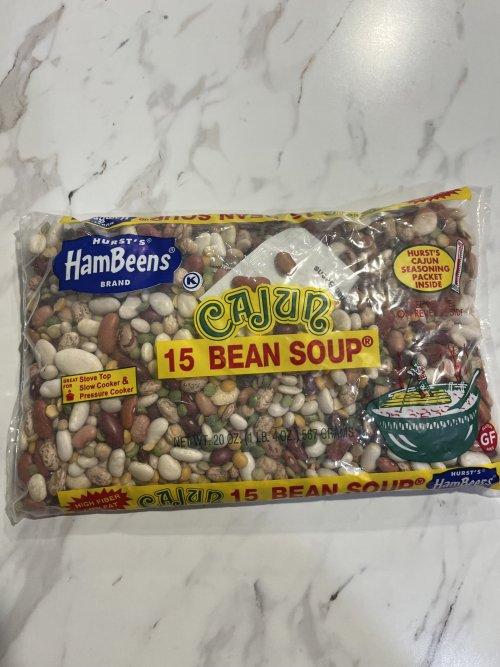 HURST'S®
HamBeens®
BRAND
K
CAJUN
15 BEAN SOUP®
HURST'S
CAJUN
SEASONING
PACKET
INSIDE
GREAT FOR
Stove Top
Slow Cooker &
Pressure Cooker
NET WT. 20 OZ. (1 LB. 4 OZ.) 567 GRAMS
GF
HIGH FIBER
FAT
CAJUN 15 BEAN SOUP®
HURST'S
HamBeens